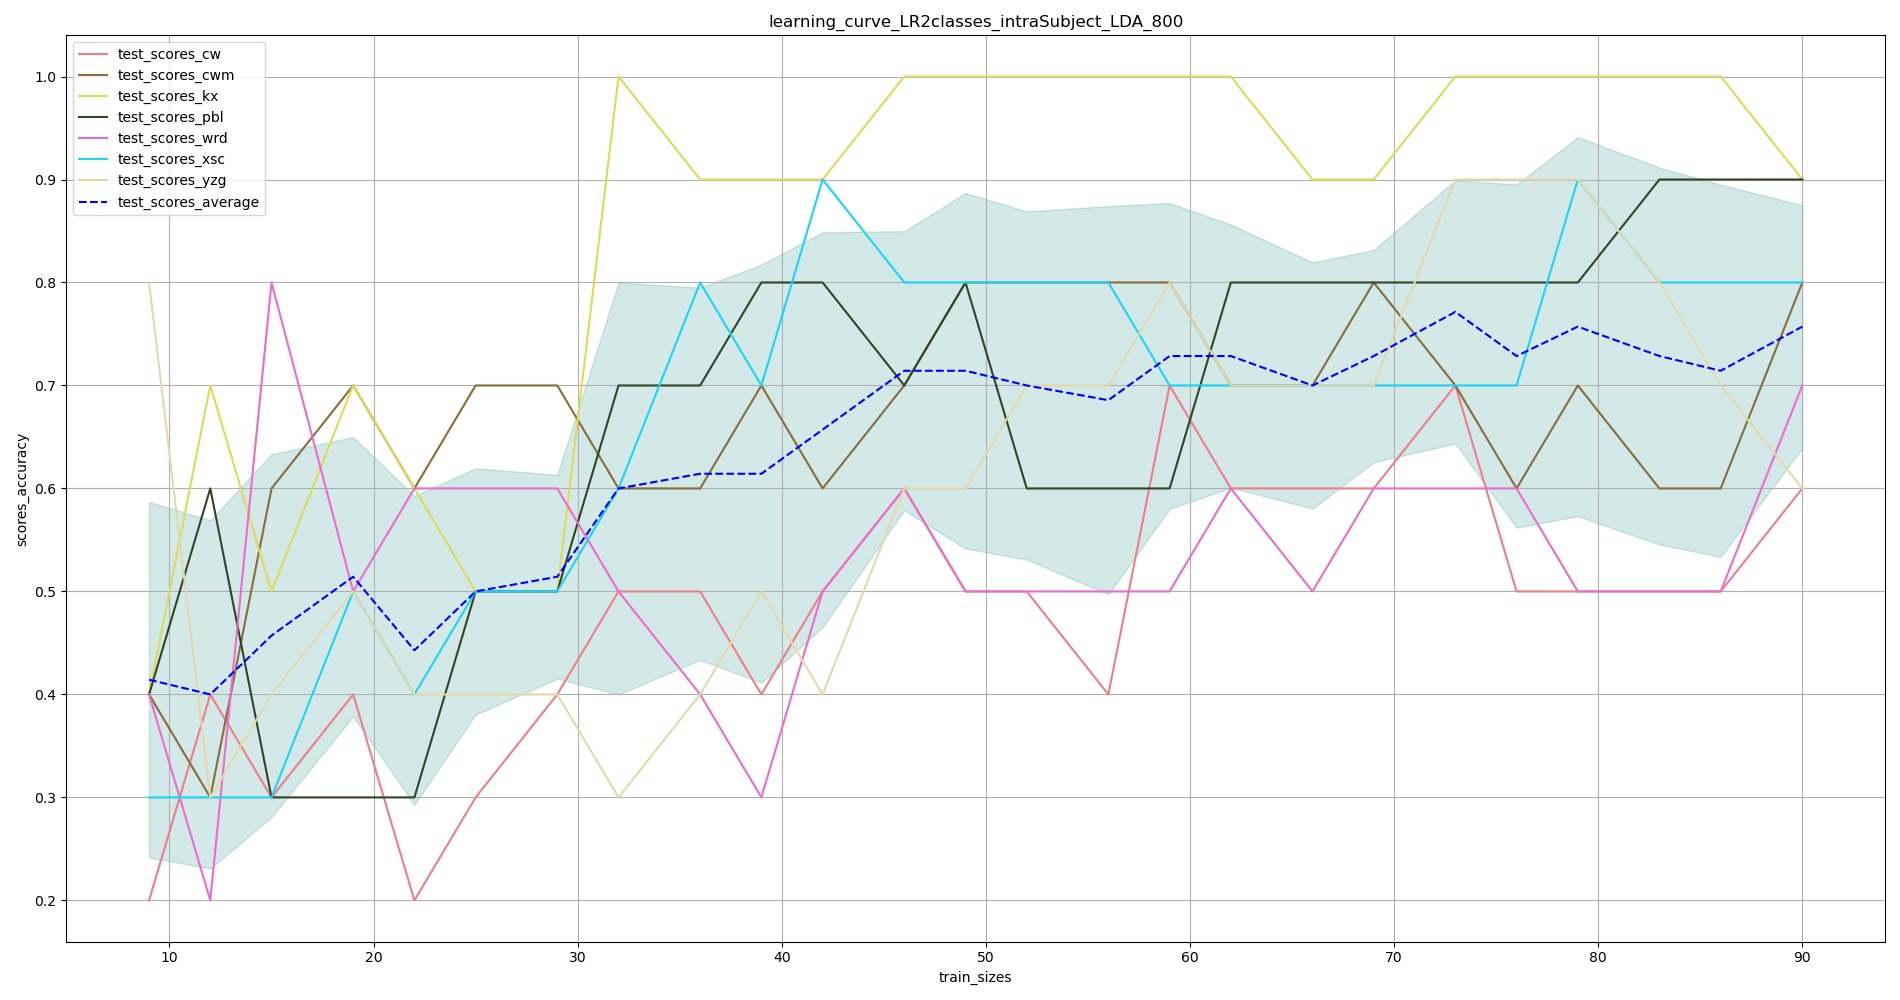 learning_curve_LR2classes_intraSubject_LDA_800
test_scores_cw
test_scores_cwm
test_scores_kx
test_scores_pbl
test_scores_wrd
test_scores_xsc
test_scores_yzg
test_scores_average
scores_accuracy
1.0
0.9
0.8
0.7
0.6
0.5
0.4
0.3
0.2
10 20 30 40 50 60 70 80 90
train_sizes